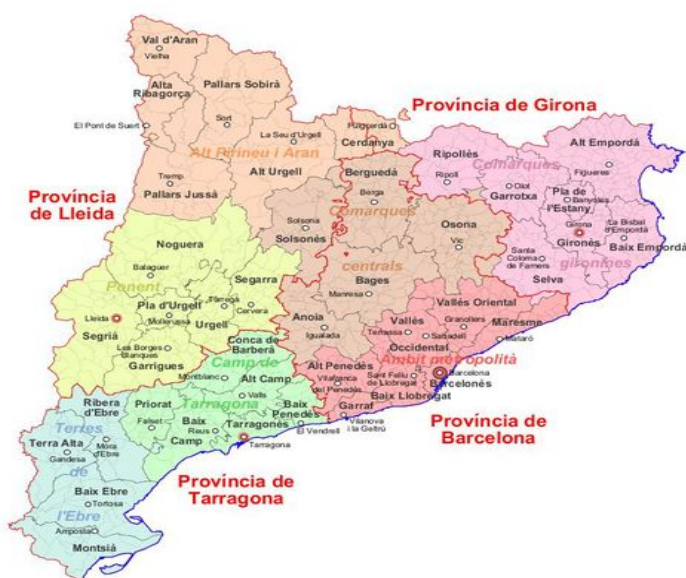 Val d'Aran
Vielha
Alta
Ribagorça
Pallars Sobirà
El Pont de Suert
Sort
La Seu d'Urgell
Puigcerdà
Cerdanya
Alt Pirineu i Aran
Tremp
Pallars Jussà
Alt Urgell
Província de Girona
Província
de Lleida
Ripollès
Ripoll
Comarques
gironines
Alt Empordà
Figueres
Olot
Garrotxa
Pla de
l'Estany
Banyoles
Girona
Gironès
La Bisbal
d'Empordà
Baix Empordà
Santa
Coloma
de Farners
Selva
Berguedà
Berga
Comarques
centrals
Solsona
Solsonès
Osona
Vic
Bages
Manresa
Anoia
Igualada
Noguera
Balaguer
Ponent
Segarra
Cervera
Tàrrega
Pla d'Urgell
Mollerussa
Urgell
Lleida
Segrià
Les Borges
Blanques
Garrigues
Vallès Oriental
Granollers
Vallès
Occidental
Terrassa
Sabadell
Maresme
Mataró
Àmbit metropolità
Barcelona
Barcelonès
Sant Feliu
de Llobregat
Baix Llobregat
Alt Penedès
Vilafranca
del Penedès
Garraf
Vilanova
i la Geltrú
Província de
Barcelona
Conca de
Barberà
Montblanc
Camp de
Tarragona
Alt Camp
Valls
Baix
Penedès
El Vendrell
Tarragonès
Tarragona
Priorat
Falset
Baix
Camp
Reus
Província de
Tarragona
Ribera
d'Ebre
Móra
d'Ebre
Terra Alta
Gandesa
Terres
de
l'Ebre
Baix Ebre
Tortosa
Amposta
Montsià